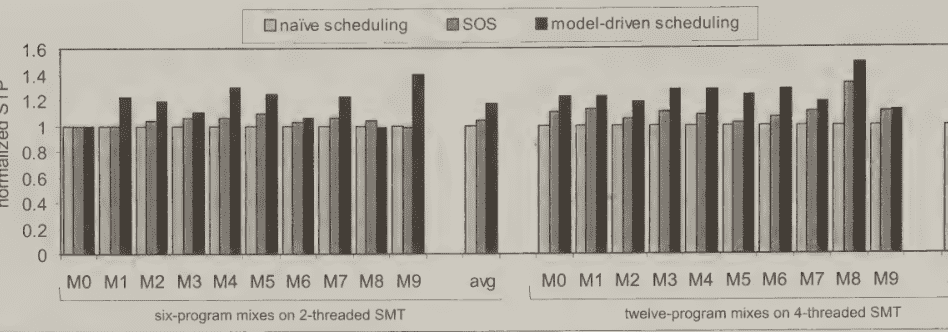 naïve scheduling SOS model-driven scheduling
normalized STP
1.6
1.4
1.2
1
0.8
0.6
0.4
0.2
0
M0 M1 M2 M3 M4 M5 M6 M7 M8 M9 avg M0 M1 M2 M3 M4 M5 M6 M7 M8 M9
six-program mixes on 2-threaded SMT twelve-program mixes on 4-threaded SMT